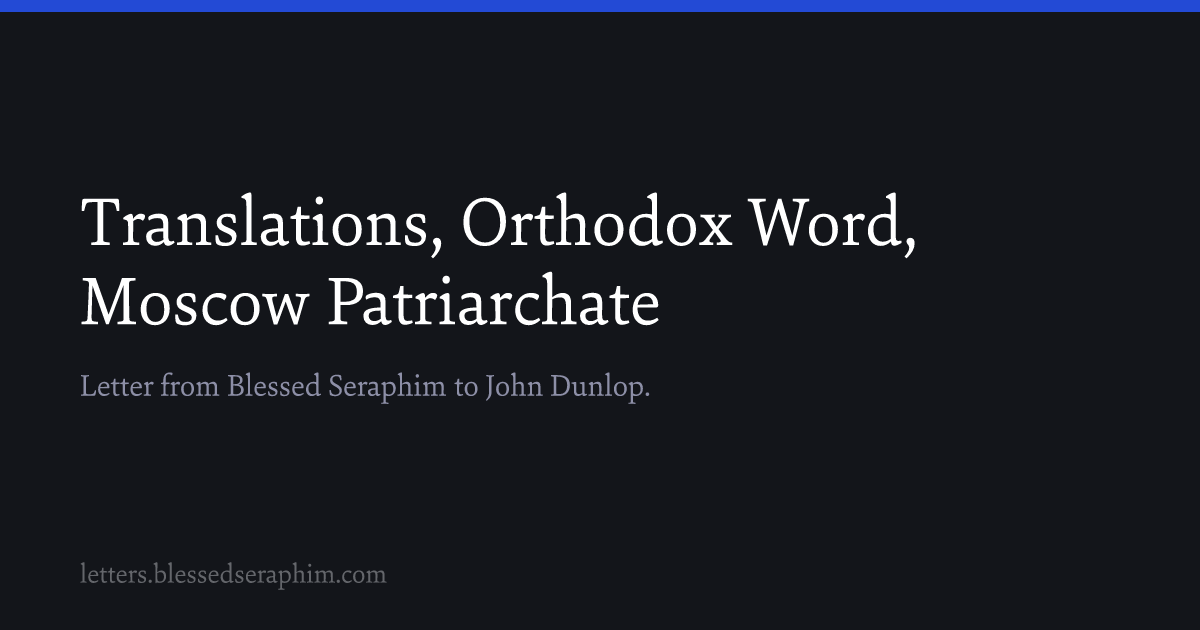 Translations, Orthodox Word,
Moscow Patriarchate
Letter from Blessed Seraphim to John Dunlop.
letters.blessedseraphim.com